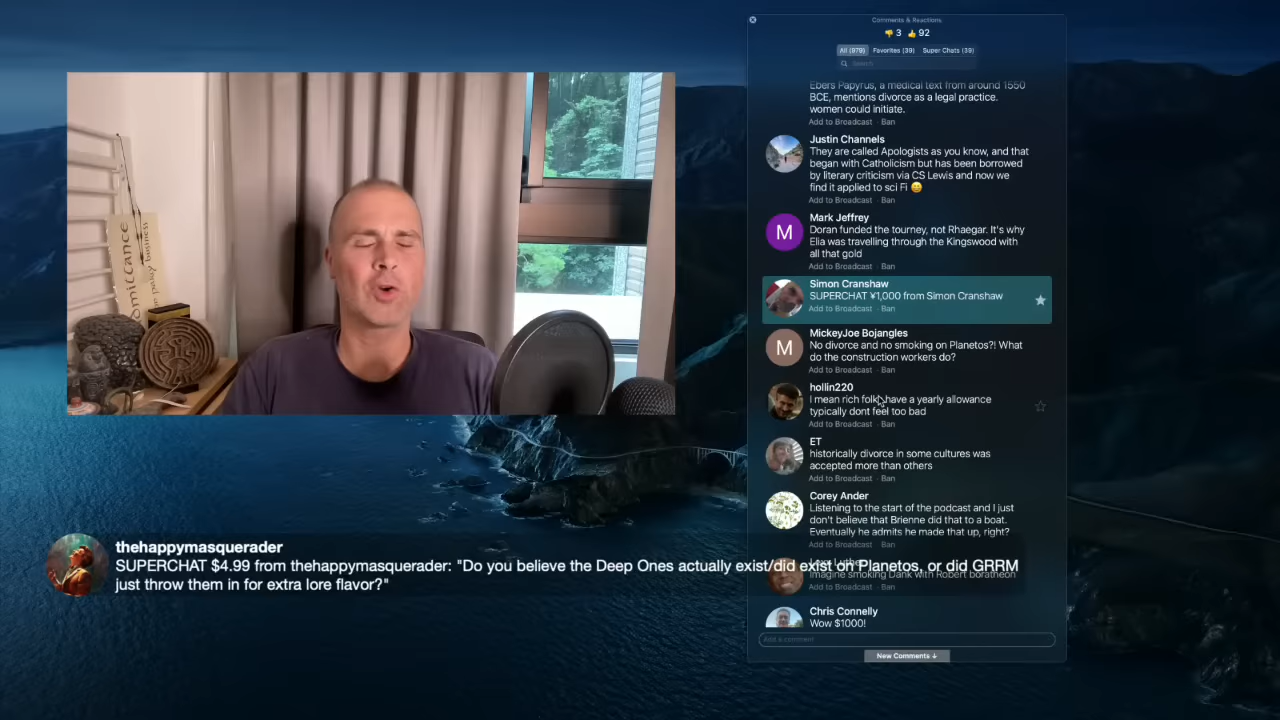 Comments & Reactions
👎 3 👍 92
All (879) Favorites (39) Super Chats (39)
Search
Ebers Papyrus, a medical text from around 1550
BCE, mentions divorce as a legal practice.
women could initiate.
Add to Broadcast · Ban
Justin Channels
They are called Apologists as you know, and that
began with Catholicism but has been borrowed
by literary criticism via CS Lewis and now we
find it applied to sci Fi 😄
Add to Broadcast · Ban
M
Mark Jeffrey
Doran funded the tourney, not Rhaegar. It's why
Elia was travelling through the Kingswood with
all that gold
Add to Broadcast · Ban
Simon Cranshaw
SUPERCHAT ¥1,000 from Simon Cranshaw
Add to Broadcast · Ban
M
MickeyJoe Bojangles
No divorce and no smoking on Planetos?! What
do the construction workers do?
Add to Broadcast · Ban
hollin220
I mean rich folk have a yearly allowance
typically dont feel too bad
Add to Broadcast · Ban
ET
historically divorce in some cultures was
accepted more than others
Add to Broadcast · Ban
Corey Ander
Listening to the start of the podcast and I just
don't believe that Brienne did that to a boat.
Eventually he admits he made that up, right?
Add to Broadcast · Ban
Imagine smoking Dank with Robert boratheon
Add to Broadcast · Ban
Chris Connelly
Wow $1000!
Add a comment
New Comments ↓
thehappymasquerader
SUPERCHAT $4.99 from thehappymasquerader: "Do you believe the Deep Ones actually exist/did exist on Planetos, or did GRRM
just throw them in for extra lore flavor?"